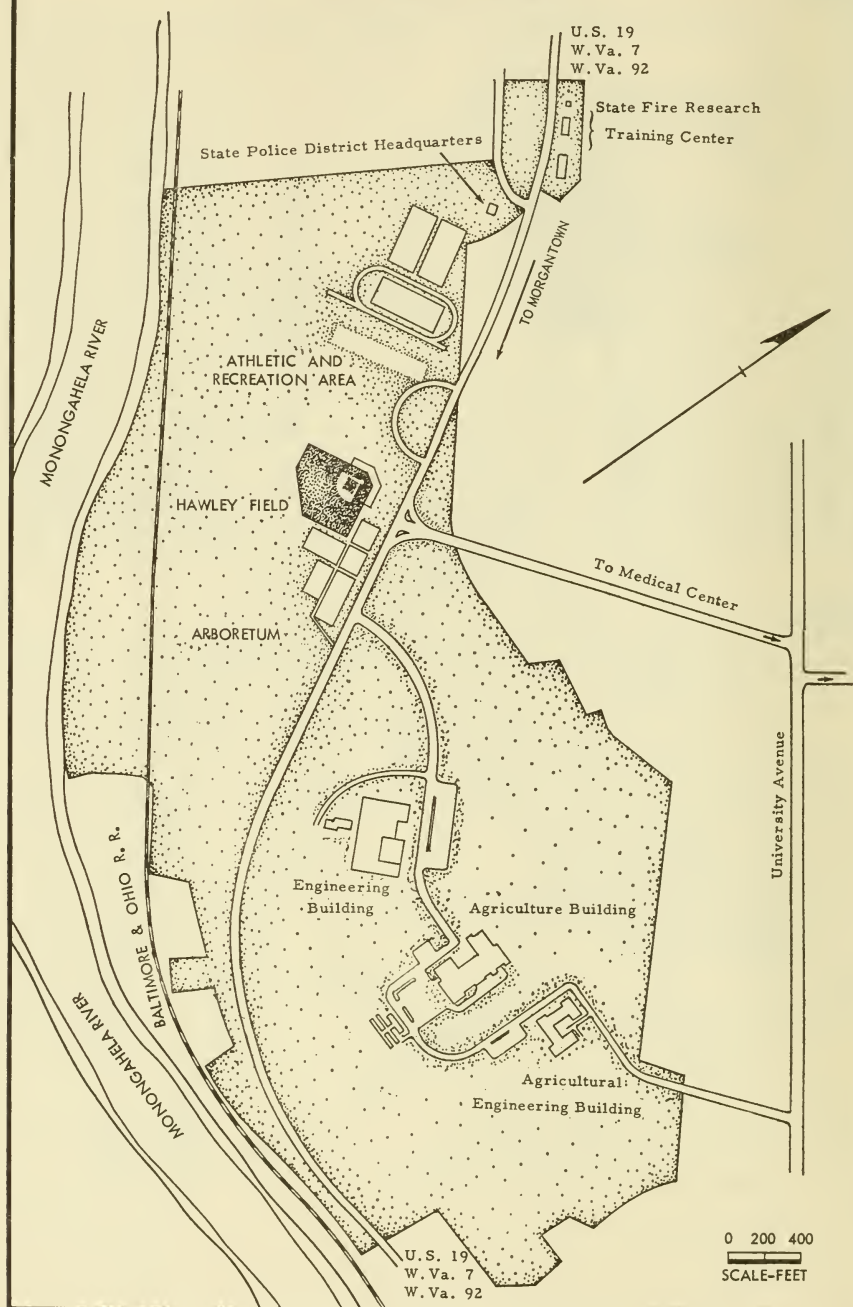 U.S. 19
W.Va. 7
W.Va. 92
State Fire Research
Training Center
State Police District Headquarters
TO MORGANTOWN
MONONGAHELA RIVER
ATHLETIC AND
RECREATION AREA
HAWLEY FIELD
To Medical Center
ARBORETUM
University Avenue
BALTIMORE & OHIO R.R.
Engineering
Building
Agriculture Building
MONONGAHELA RIVER
Agricultural
Engineering Building
U.S. 19
W.Va. 7
W.Va. 92
0 200 400
SCALE-FEET